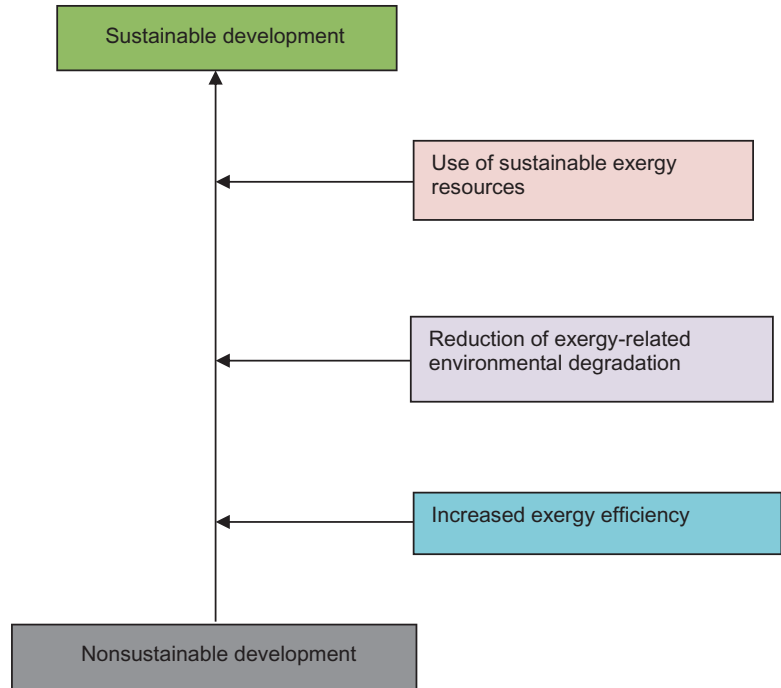 Sustainable development
Use of sustainable exergy
resources
Reduction of exergy-related
environmental degradation
Increased exergy efficiency
Nonsustainable development